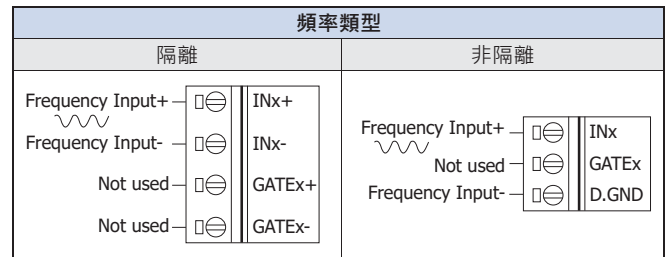 頻率類型
隔離
非隔離
Frequency Input+
INx+
Frequency Input-
INx-
Not used
GATEx+
Not used
GATEx-
Frequency Input+
INx
Not used
GATEx
Frequency Input-
D.GND